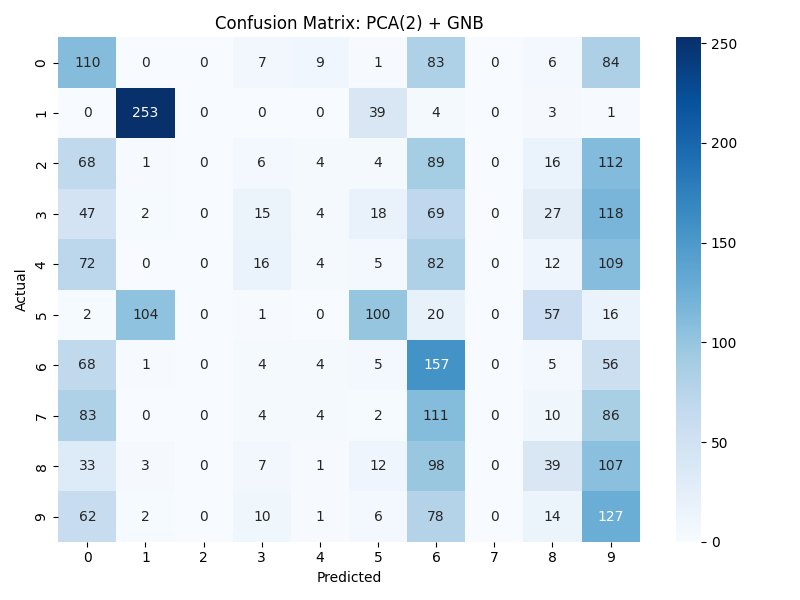 Confusion Matrix: PCA(2) + GNB
0 110 0 0 7 9 1 83 0 6 84
1 0 253 0 0 0 39 4 0 3 1
2 68 1 0 6 4 4 89 0 16 112
3 47 2 0 15 4 18 69 0 27 118
4 72 0 0 16 4 5 82 0 12 109
5 2 104 0 1 0 100 20 0 57 16
6 68 1 0 4 4 5 157 0 5 56
7 83 0 0 4 4 2 111 0 10 86
8 33 3 0 7 1 12 98 0 39 107
9 62 2 0 10 1 6 78 0 14 127
0 1 2 3 4 5 6 7 8 9
Predicted
Actual
250
200
150
100
50
0